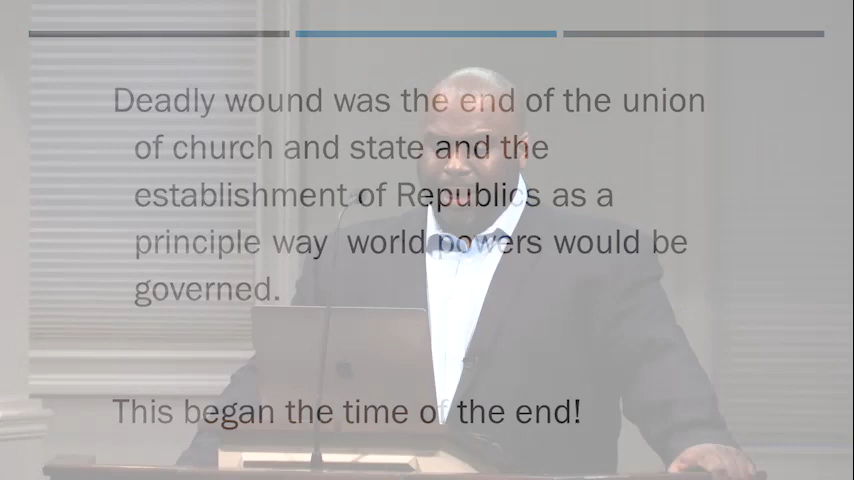 Deadly wound was the end of the union
of church and state and the
establishment of Republics as a
principle way world powers would be
governed.
This began the time of the end!